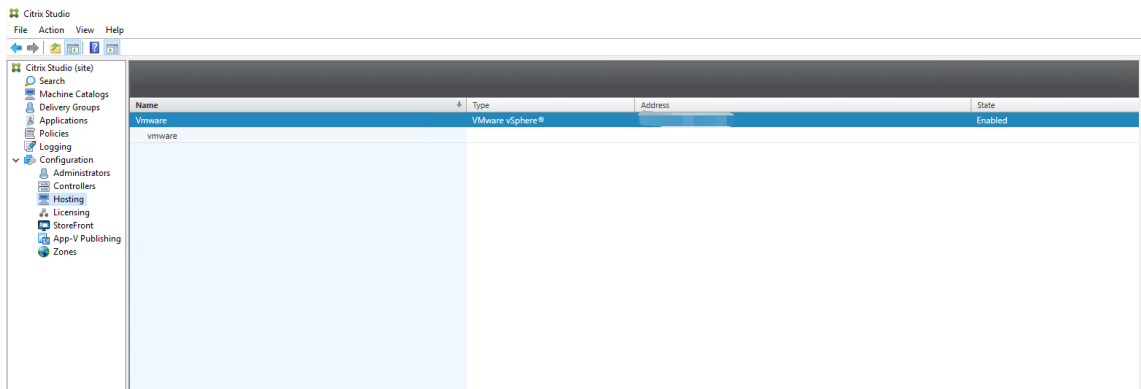 Citrix Studio
File Action View Help
Citrix Studio (site)
Search
Machine Catalogs
Delivery Groups
Applications
Policies
Logging
Configuration
Administrators
Controllers
Hosting
Licensing
StoreFront
App-V Publishing
Zones
Name Type Address State
Vmware VMware vSphere® Enabled
vmware